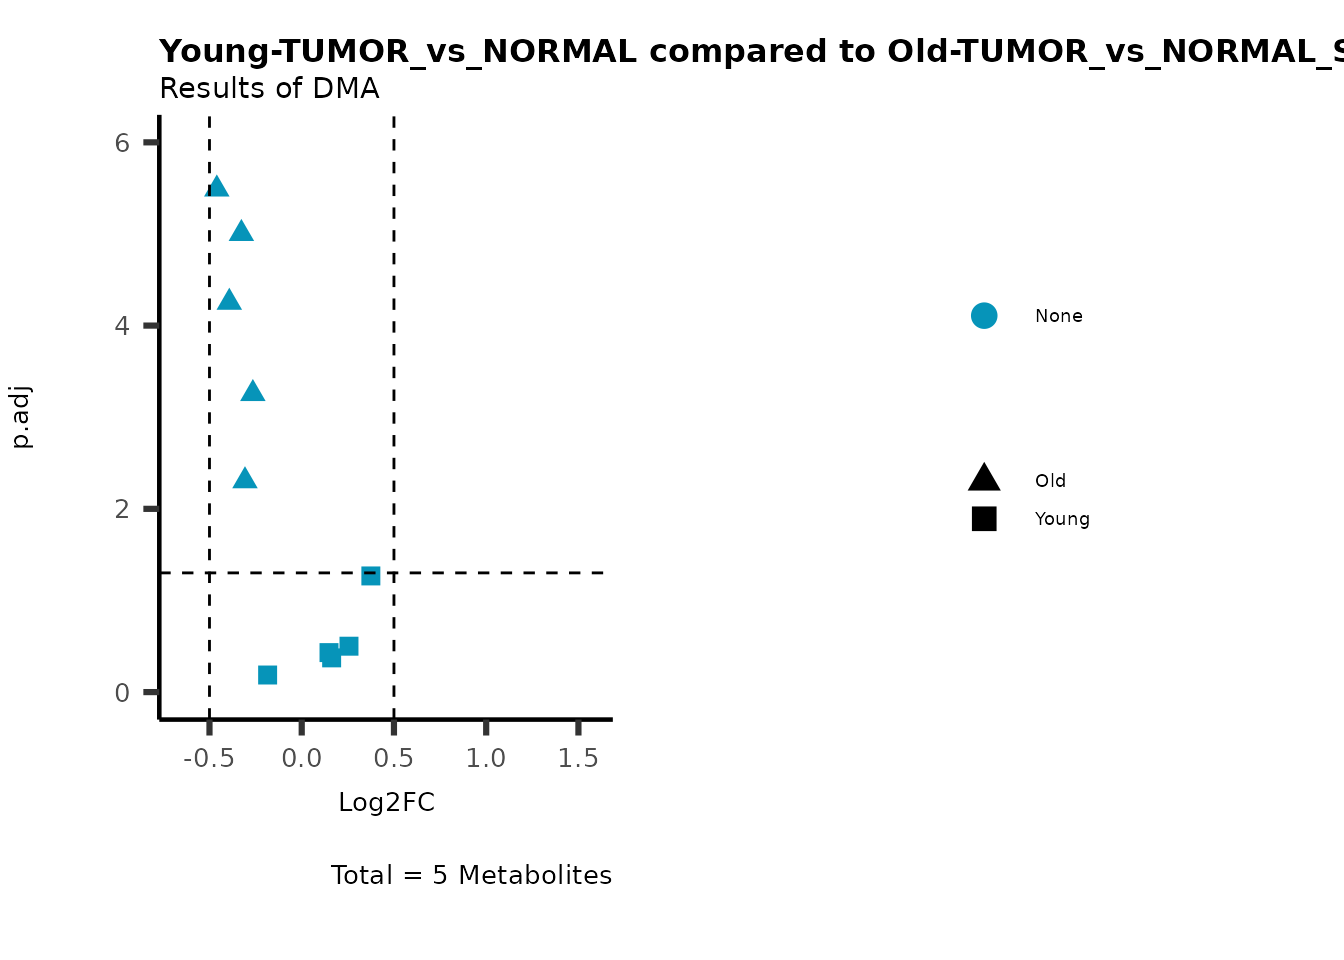 Young-TUMOR_vs_NORMAL compared to Old-TUMOR_vs_NORMAL_S
Results of DMA
6
4
2
0
p.adj
-0.5 0.0 0.5 1.0 1.5
Log2FC
Total = 5 Metabolites
None
Old
Young